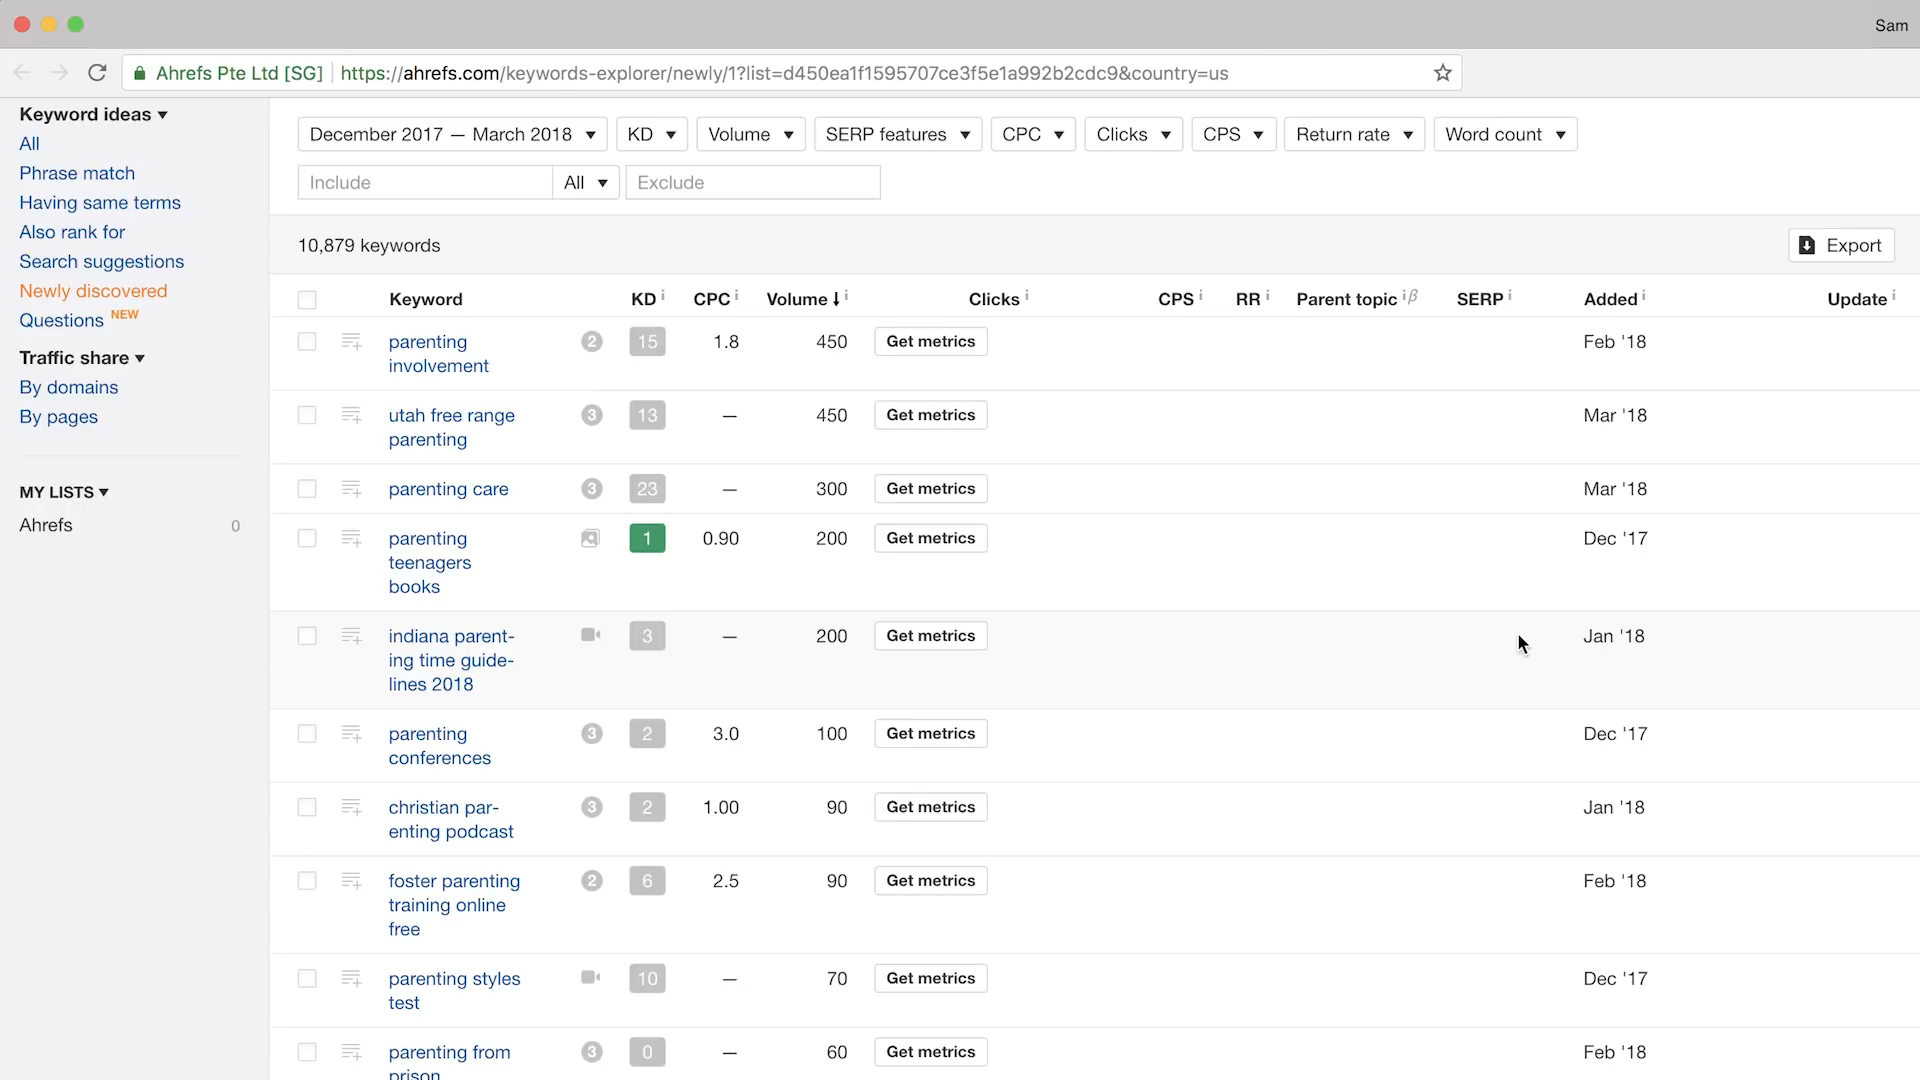 Sam
Ahrefs Pte Ltd [SG] https://ahrefs.com/keywords-explorer/newly/1?list=d450ea1f1595707ce3f5e1a992b2cdc9&country=us
Keyword ideas
All
Phrase match
Having same terms
Also rank for
Search suggestions
Newly discovered
Questions NEW
Traffic share
By domains
By pages
MY LISTS
Ahrefs 0
December 2017 — March 2018 KD Volume SERP features CPC Clicks CPS Return rate Word count
Include All Exclude
10,879 keywords Export
Keyword KD i CPC i Volume ↓ i Clicks i CPS i RR i Parent topic i β SERP i Added i Update i
parenting 2 15 1.8 450 Get metrics Feb '18
involvement
utah free range 3 13 — 450 Get metrics Mar '18
parenting
parenting care 3 23 — 300 Get metrics Mar '18
parenting 1 0.90 200 Get metrics Dec '17
teenagers
books
indiana parent- 3 — 200 Get metrics Jan '18
ing time guide-
lines 2018
parenting 3 2 3.0 100 Get metrics Dec '17
conferences
christian par- 3 2 1.00 90 Get metrics Jan '18
enting podcast
foster parenting 2 6 2.5 90 Get metrics Feb '18
training online
free
parenting styles 10 — 70 Get metrics Dec '17
test
parenting from 3 0 — 60 Get metrics Feb '18
prison